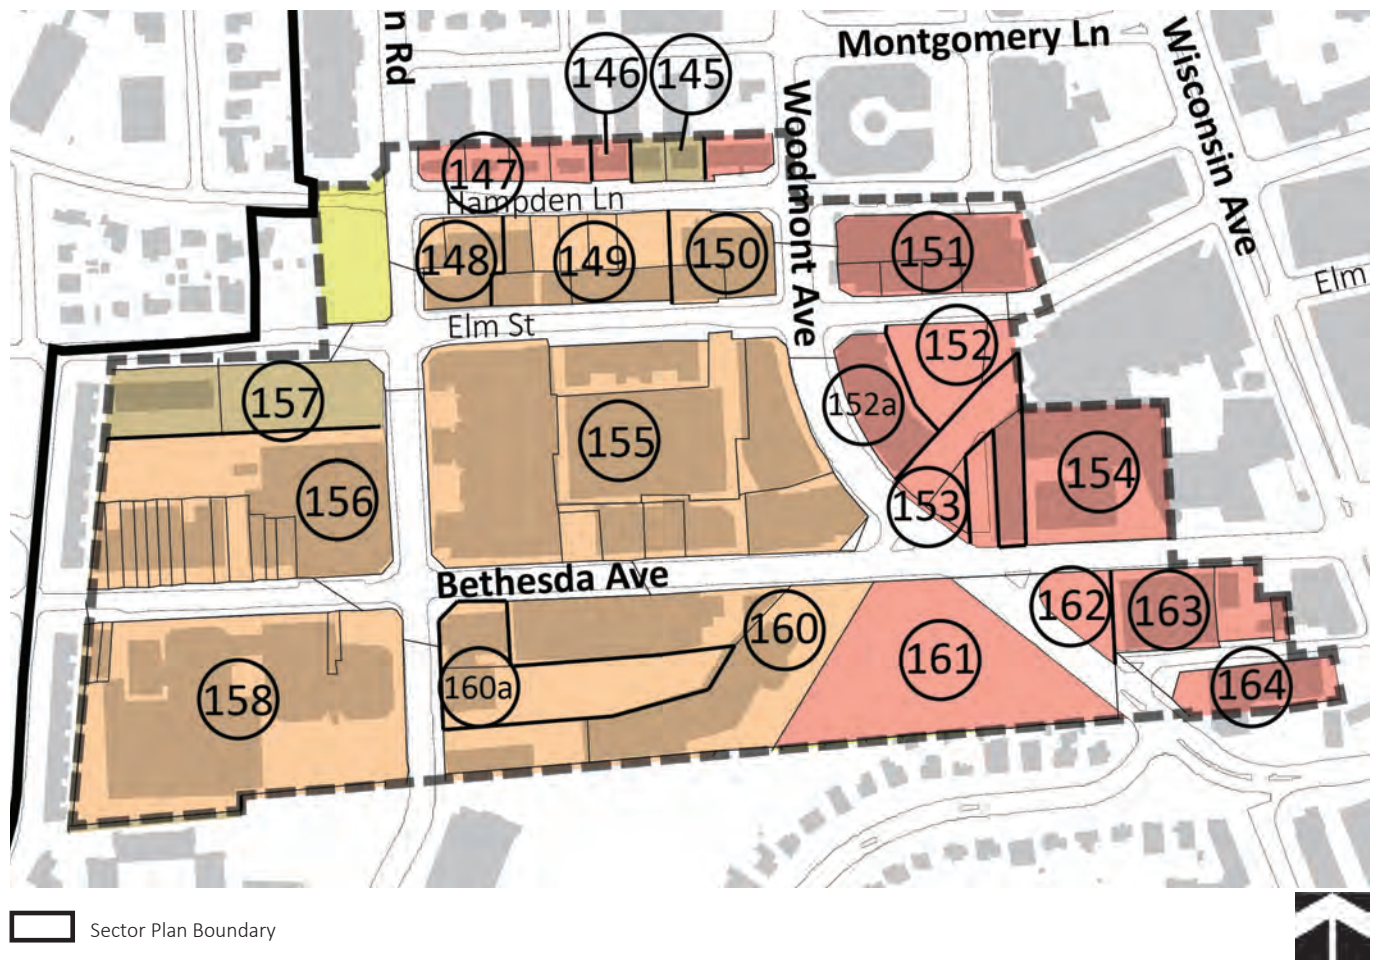 n Rd
Montgomery Ln
Wisconsin Ave
146
145
Woodmont Ave
147
Hampden Ln
148
149
150
151
Elm
Elm St
152
152a
157
155
154
156
153
Bethesda Ave
162
163
160
161
160a
158
164
Sector Plan Boundary